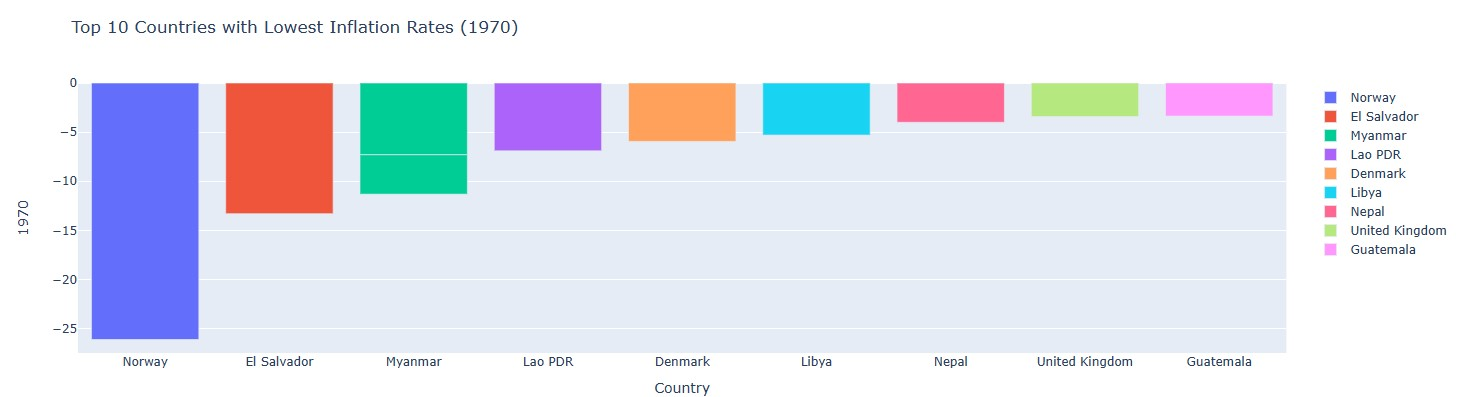 Top 10 Countries with Lowest Inflation Rates (1970)
0
−5
−10
−15
−20
−25
1970
Norway
El Salvador
Myanmar
Lao PDR
Denmark
Libya
Nepal
United Kingdom
Guatemala
Country
Norway
El Salvador
Myanmar
Lao PDR
Denmark
Libya
Nepal
United Kingdom
Guatemala